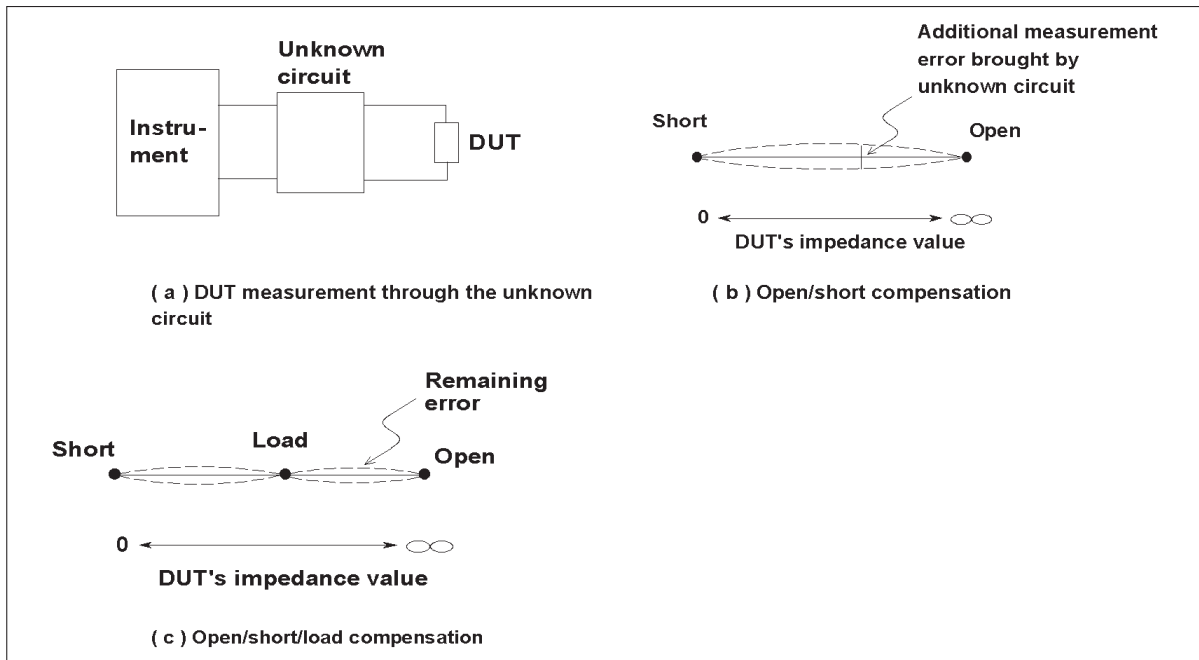 Instru-
ment
Unknown
circuit
DUT
( a ) DUT measurement through the unknown
circuit
Additional measurement
error brought by
unknown circuit
Short
Open
0
∞
DUT's impedance value
( b ) Open/short compensation
Remaining
error
Short
Load
Open
0
∞
DUT's impedance value
( c ) Open/short/load compensation